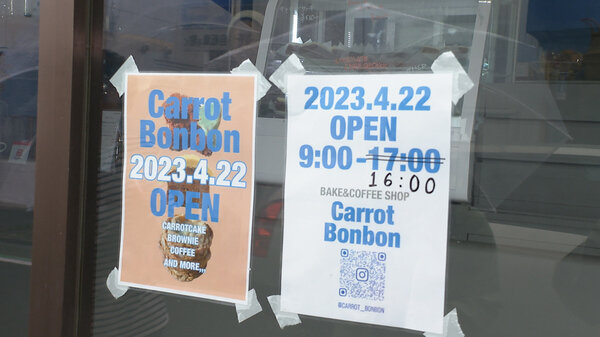 Carrot
Bonbon
2023.4.22
OPEN
CARROTCAKE
BROWNIE
COFFEE
AND MORE,,,
2023.4.22
OPEN
9:00-17:00
16:00
BAKE&COFFEE SHOP
Carrot
Bonbon
@CARROT_BONBON